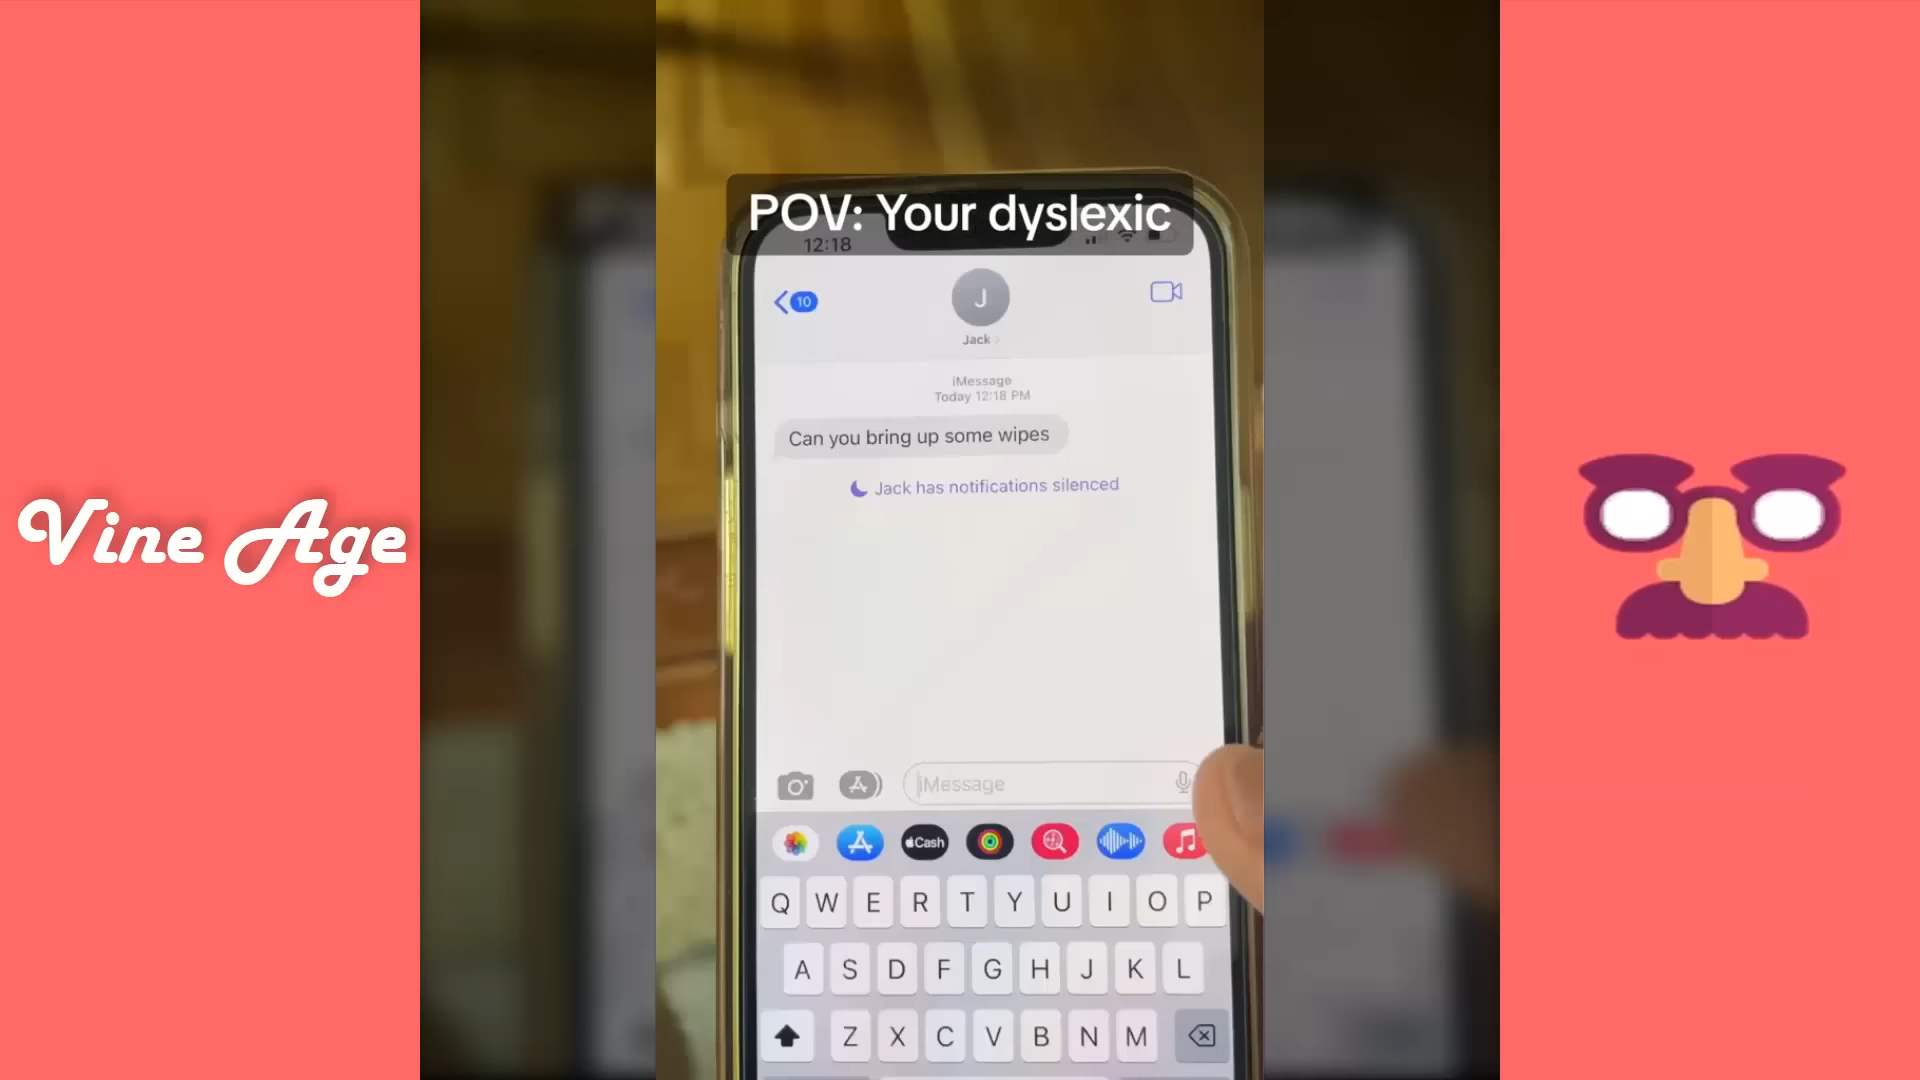 Vine Age
POV: Your dyslexic
12:18
10
J
Jack
iMessage
Today 12:18 PM
Can you bring up some wipes
Jack has notifications silenced
iMessage
Cash
Q W E R T Y U I O P
A S D F G H J K L
Z X C V B N M